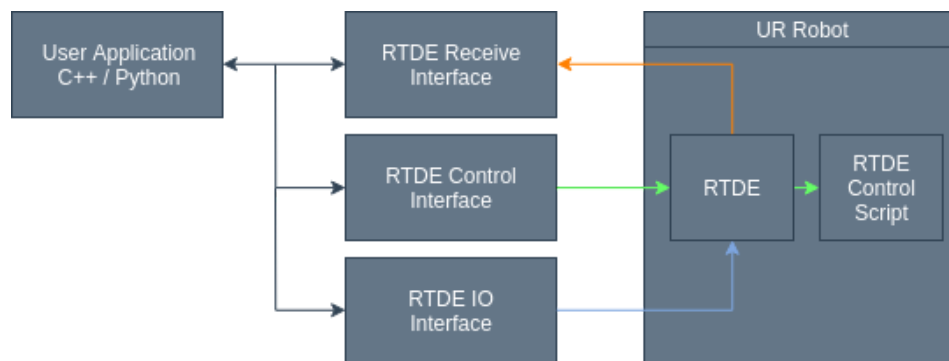 User Application
C++ / Python
RTDE Receive
Interface
UR Robot
RTDE Control
Interface
RTDE
RTDE
Control
Script
RTDE IO
Interface